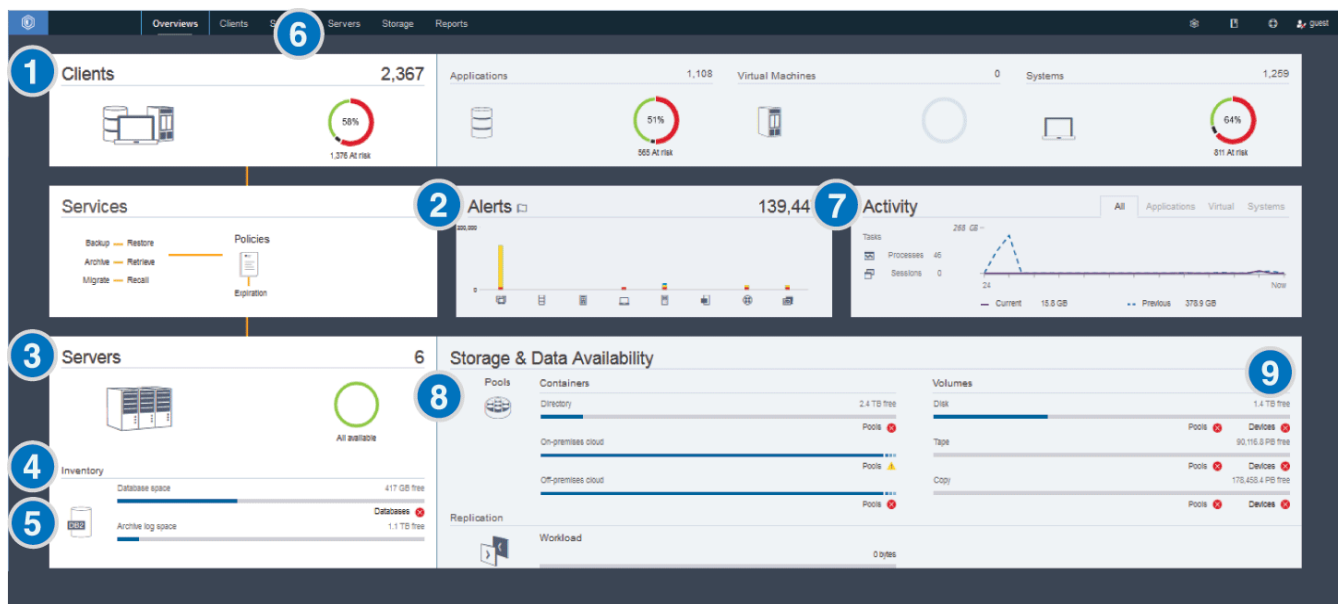 Overviews Clients S Servers Storage Reports guest
6
1 Clients 2,367
Applications 1,108 Virtual Machines 0 Systems 1,259
58%
1,376 At risk
51%
565 At risk
64%
811 At risk
Services
Backup Restore
Archive Retrieve
Migrate Recall
Policies
Expiration
2 Alerts 139,44
200,000
0
7 Activity All Applications Virtual Systems
Tasks
Processes 46
Sessions 0
268 GB
24 Now
Current 15.8 GB Previous 378.9 GB
3 Servers 6
All available
4 Inventory
Database space 417 GB free
Databases
5 DB2
Archive log space 1.1 TB free
Storage & Data Availability
8 Pools Containers
Directory 2.4 TB free
Pools
On-premises cloud
Pools
Off-premises cloud
Pools
9
Volumes
Disk 1.4 TB free
Pools Devices
Tape 90,116.8 PB free
Pools Devices
Copy 178,458.4 PB free
Pools Devices
Replication
Workload
0 bytes